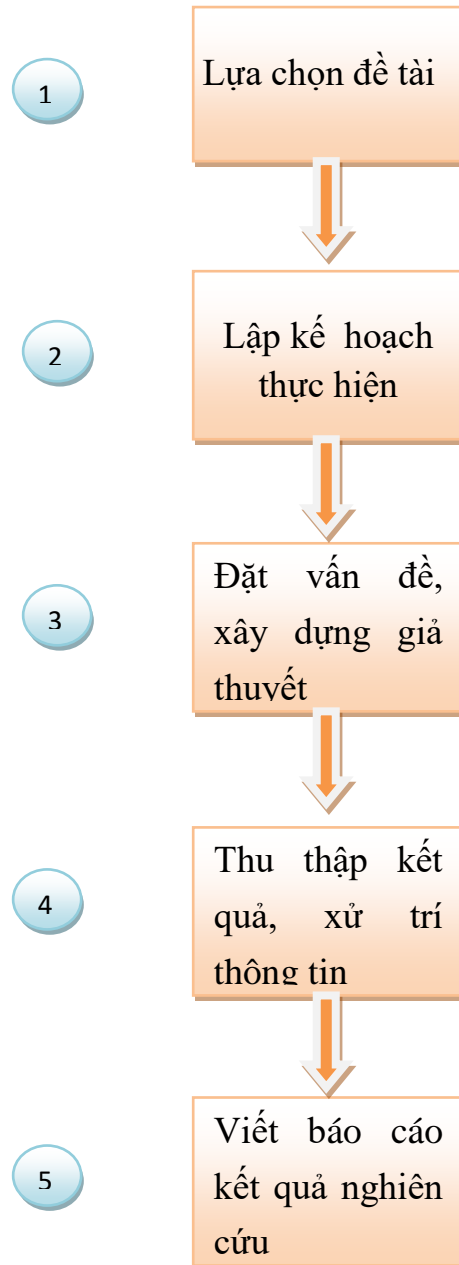 1
Lựa chọn đề tài
2
Lập kế hoạch
thực hiện
3
Đặt vấn đề,
xây dựng giả
thuyết
4
Thu thập kết
quả, xử trí
thông tin
5
Viết báo cáo
kết quả nghiên
cứu